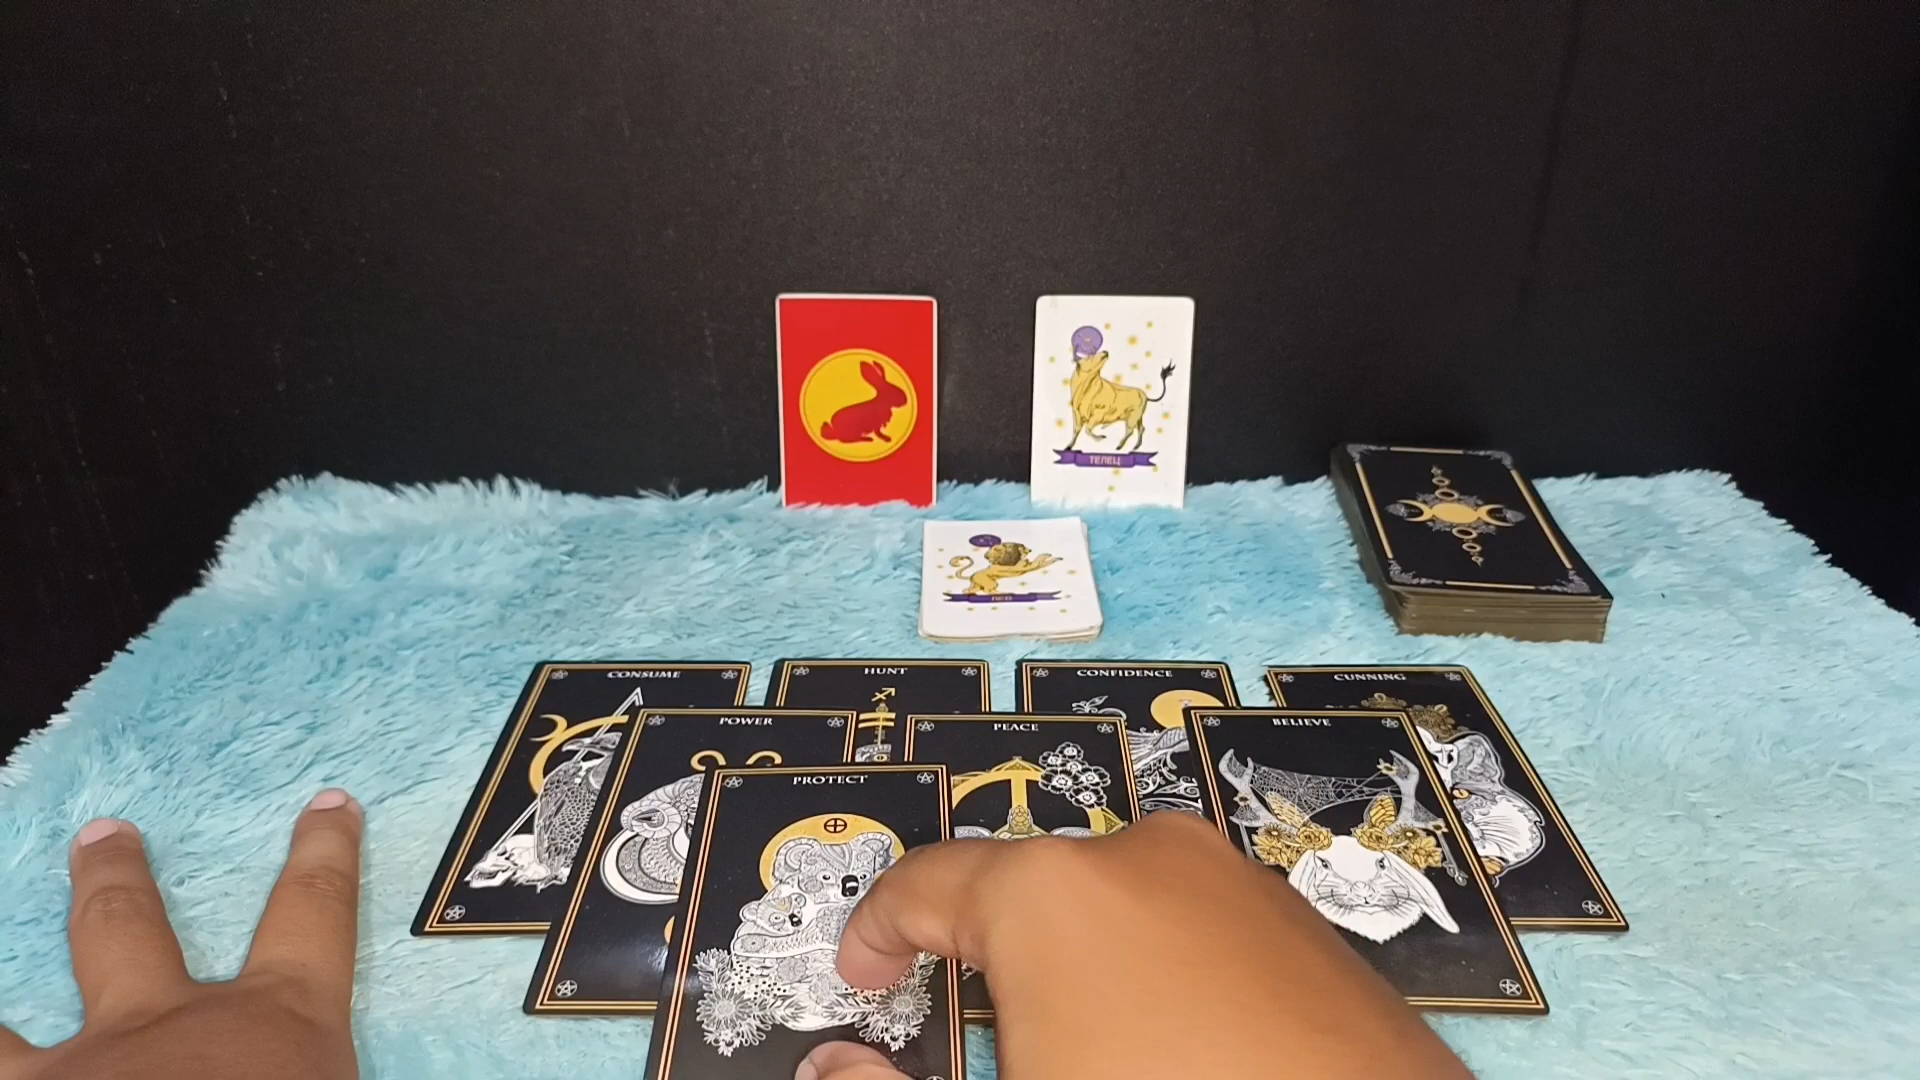 ТЕЛЕЦ
ЛЕВ
CONSUME
HUNT
CONFIDENCE
CUNNING
POWER
PEACE
BELIEVE
PROTECT